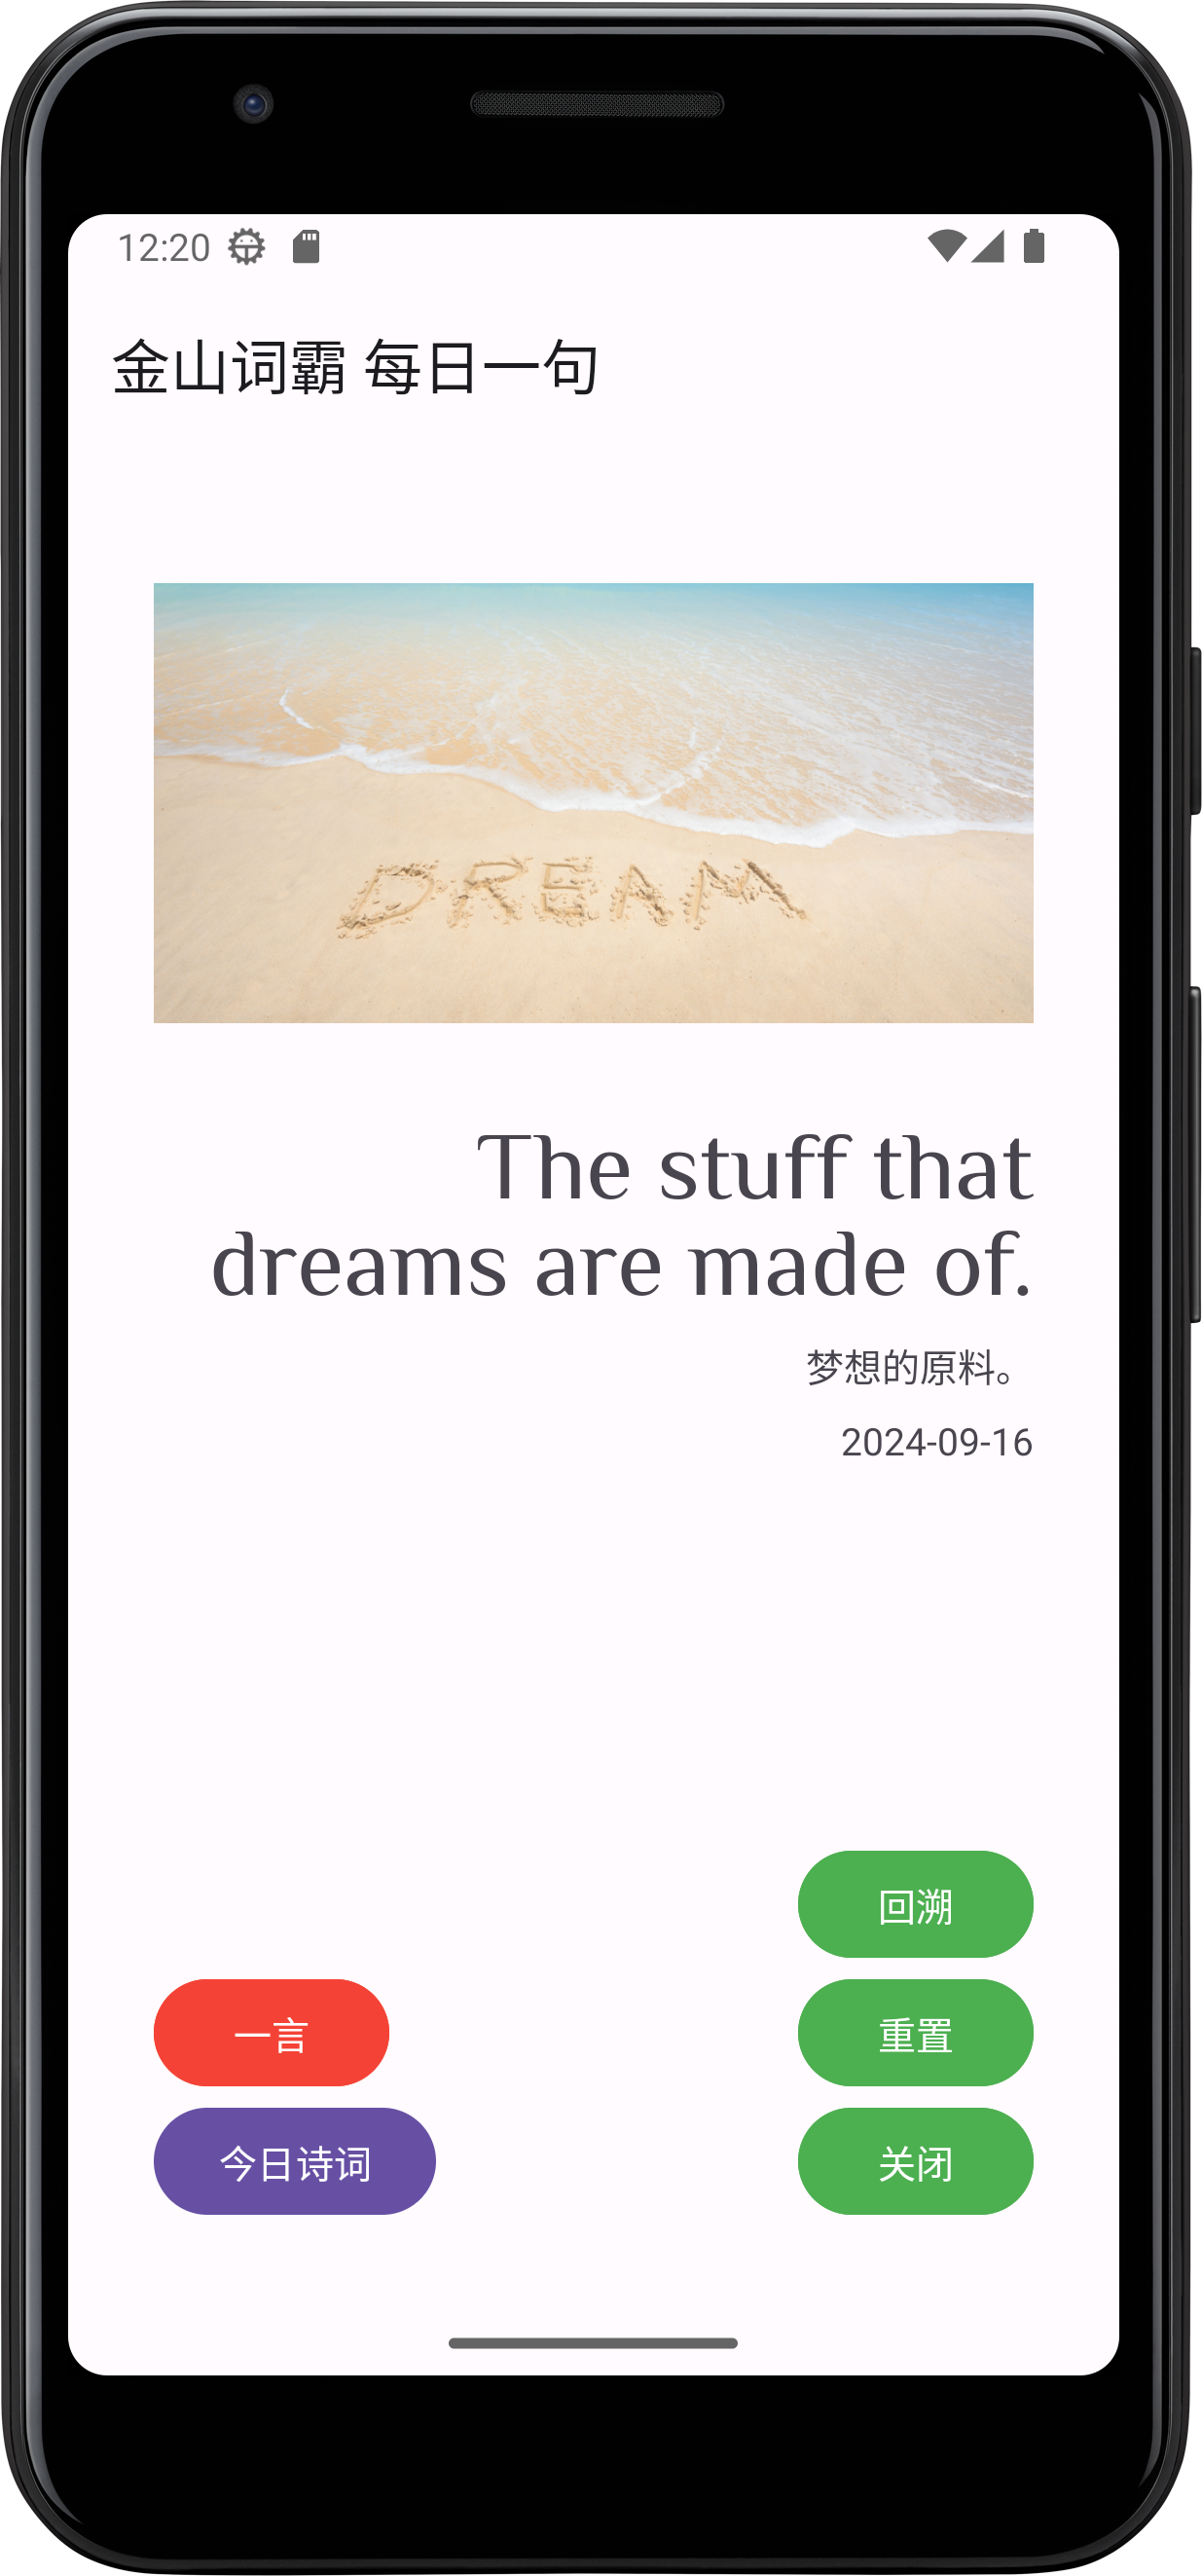 12:20
金山词霸 每日一句
DREAM
The stuff that
dreams are made of.
梦想的原料。
2024-09-16
回溯
一言
重置
今日诗词
关闭